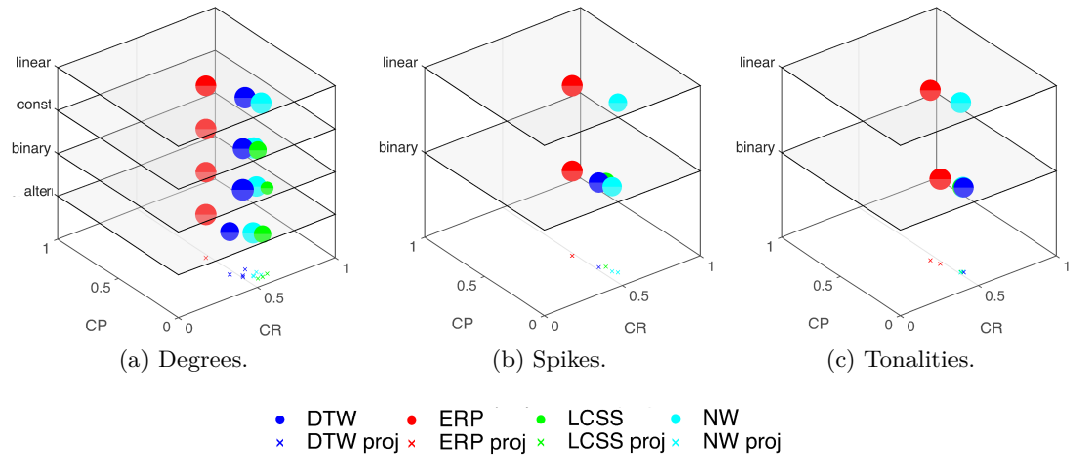 linear
const
binary
alter
1
0.5
0
CP
0
0.5
1
CR
linear
binary
1
0.5
0
CP
0
0.5
1
CR
linear
binary
1
0.5
0
CP
0
0.5
1
CR
(a) Degrees.
(b) Spikes.
(c) Tonalities.
DTW ERP LCSS NW
DTW proj ERP proj LCSS proj NW proj